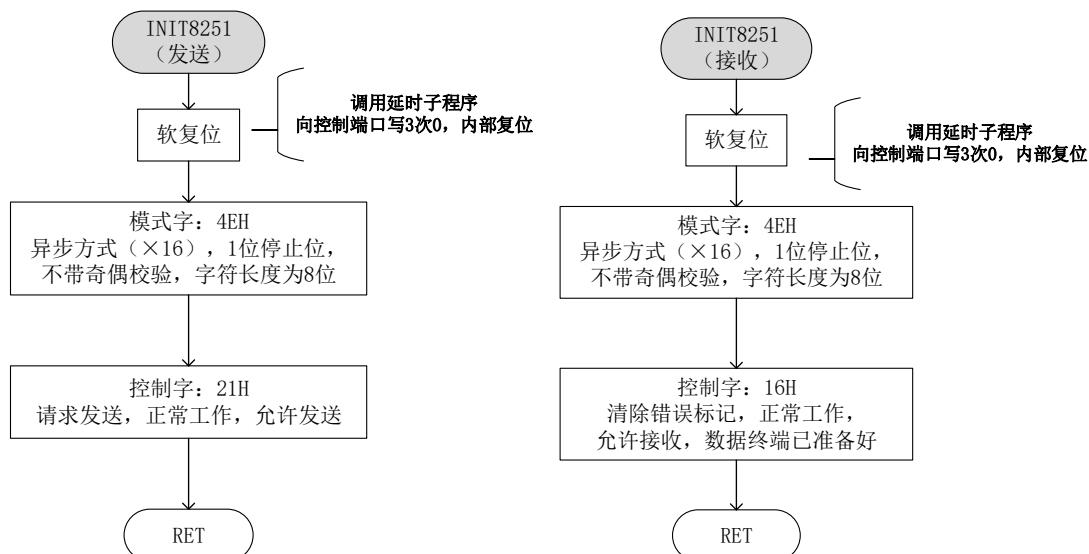 INIT8251
（发送）
软复位
调用延时子程序
向控制端口写3次0，内部复位
模式字：4EH
异步方式（×16），1位停止位，
不带奇偶校验，字符长度为8位
控制字：21H
请求发送，正常工作，允许发送
RET
INIT8251
（接收）
软复位
调用延时子程序
向控制端口写3次0，内部复位
模式字：4EH
异步方式（×16），1位停止位，
不带奇偶校验，字符长度为8位
控制字：16H
清除错误标记，正常工作，
允许接收，数据终端已准备好
RET